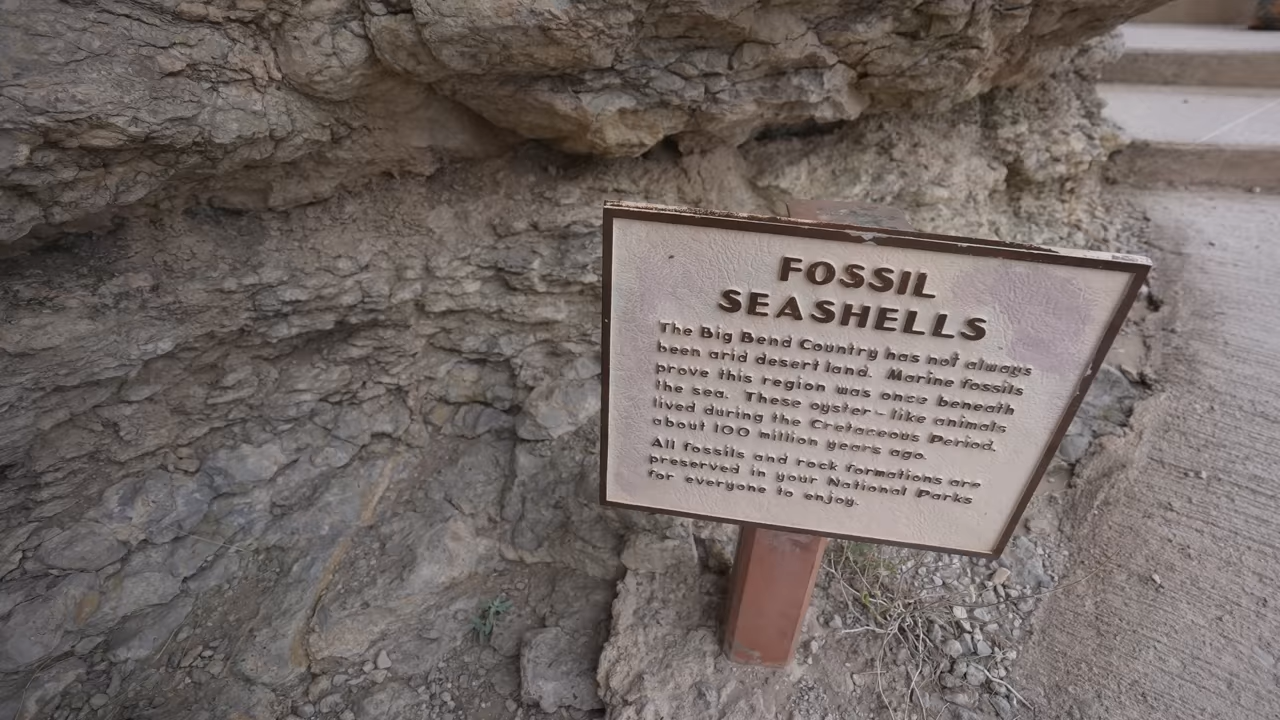 FOSSIL
SEASHELLS
The Big Bend Country has not always
been arid desert land. Marine fossils
prove this region was once beneath
the sea. These oyster-like animals
lived during the Cretaceous Period,
about 100 million years ago.
All fossils and rock formations are
preserved in your National Parks
for everyone to enjoy.